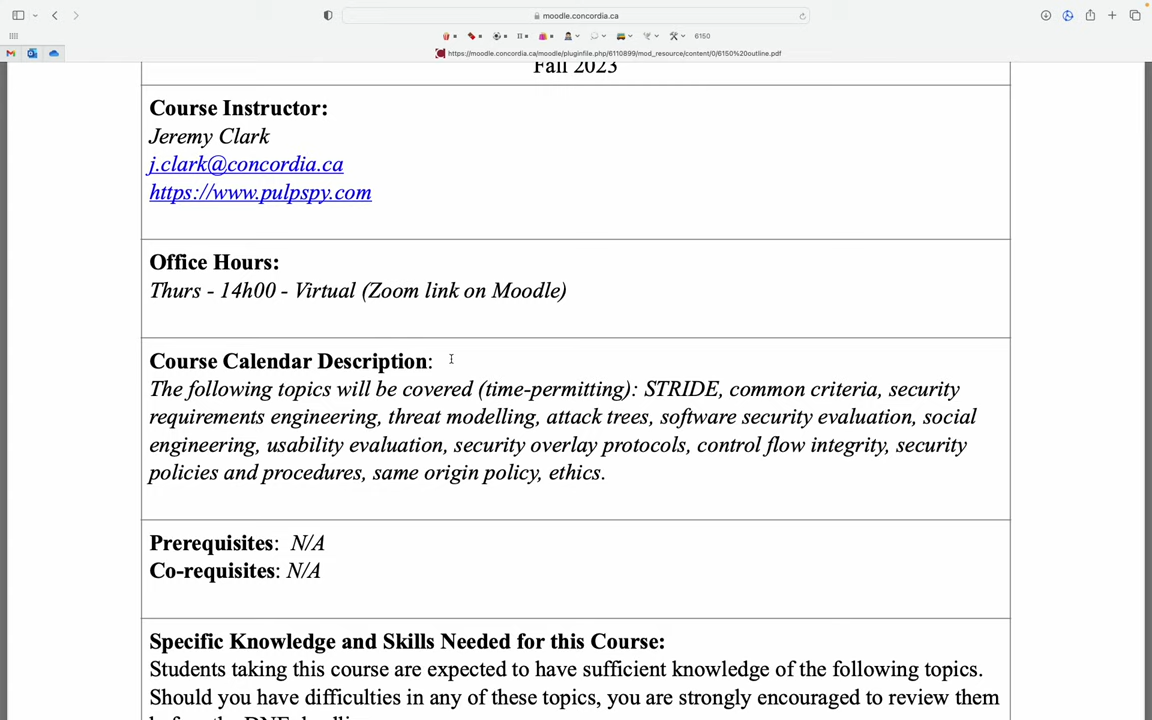 moodle.concordia.ca
6150
https://moodle.concordia.ca/moodle/pluginfile.php/6110899/mod_resource/content/0/6150%20outline.pdf
Fall 2023
Course Instructor:
Jeremy Clark
j.clark@concordia.ca
https://www.pulpspy.com
Office Hours:
Thurs - 14h00 - Virtual (Zoom link on Moodle)
Course Calendar Description:
The following topics will be covered (time-permitting): STRIDE, common criteria, security
requirements engineering, threat modelling, attack trees, software security evaluation, social
engineering, usability evaluation, security overlay protocols, control flow integrity, security
policies and procedures, same origin policy, ethics.
Prerequisites: N/A
Co-requisites: N/A
Specific Knowledge and Skills Needed for this Course:
Students taking this course are expected to have sufficient knowledge of the following topics.
Should you have difficulties in any of these topics, you are strongly encouraged to review them
before the DNE deadline